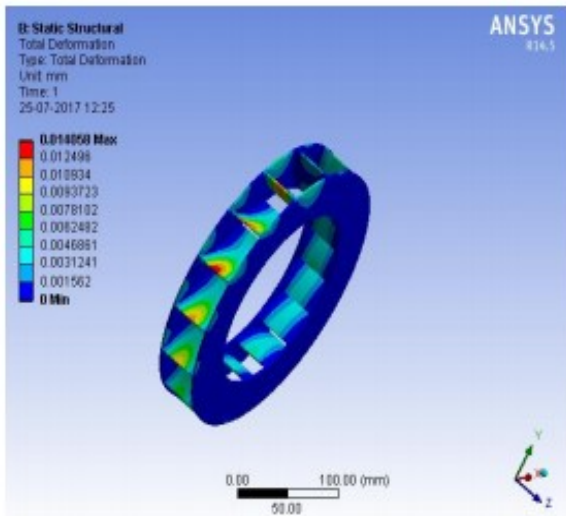 B: Static Structural
Total Deformation
Type: Total Deformation
Unit: mm
Time: 1
25-07-2017 12:25
ANSYS
R14.5
0.014058 Max
0.012496
0.010934
0.0093723
0.0078102
0.0062482
0.0046861
0.0031241
0.001562
0 Min
Y
X
Z
0.00
100.00 (mm)
50.00